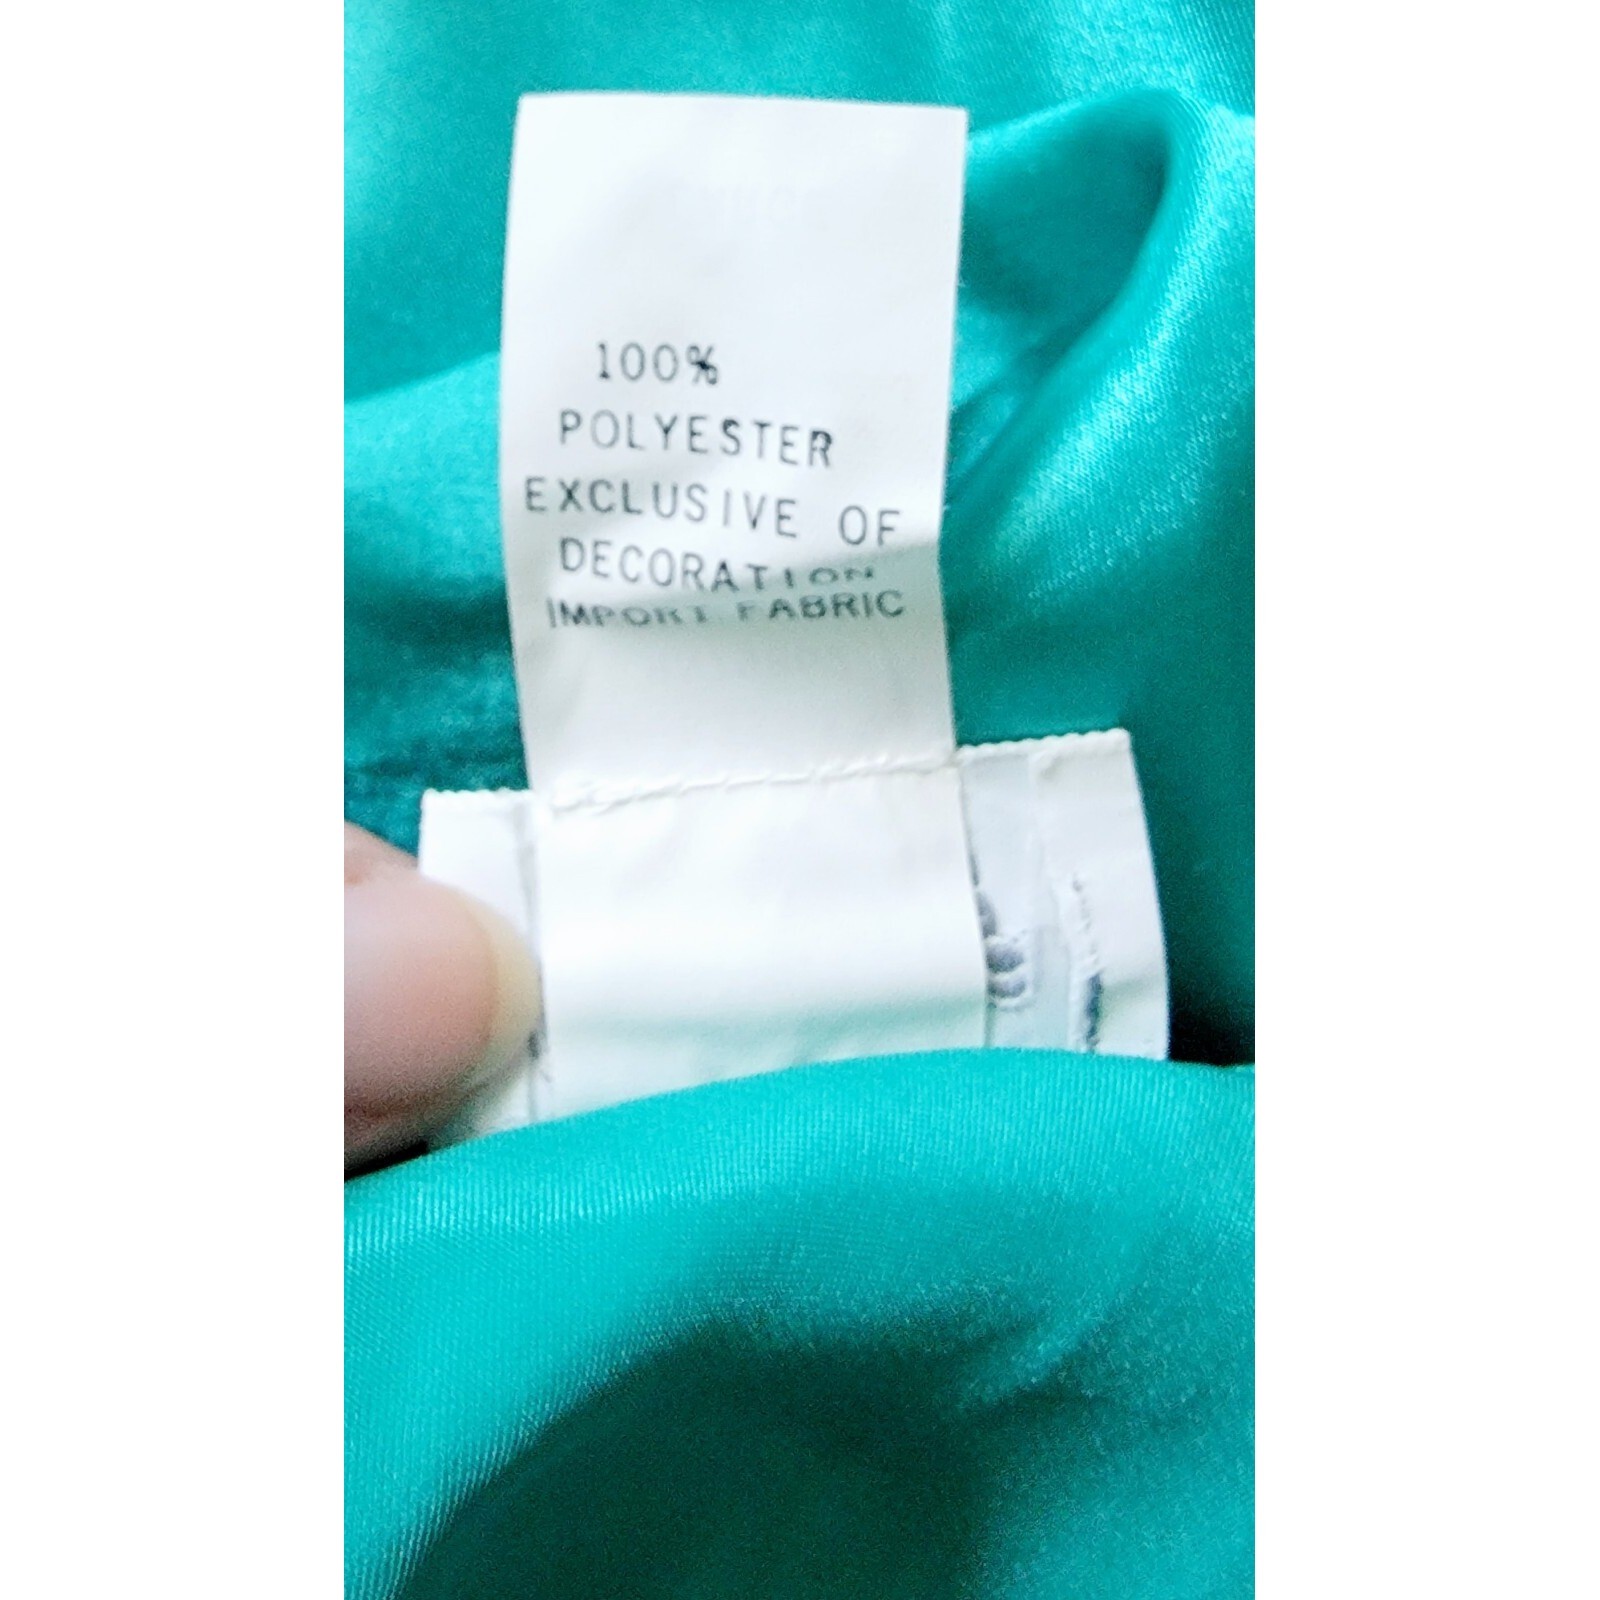 100%
POLYESTER
EXCLUSIVE OF
DECORATION
IMPORT FABRIC